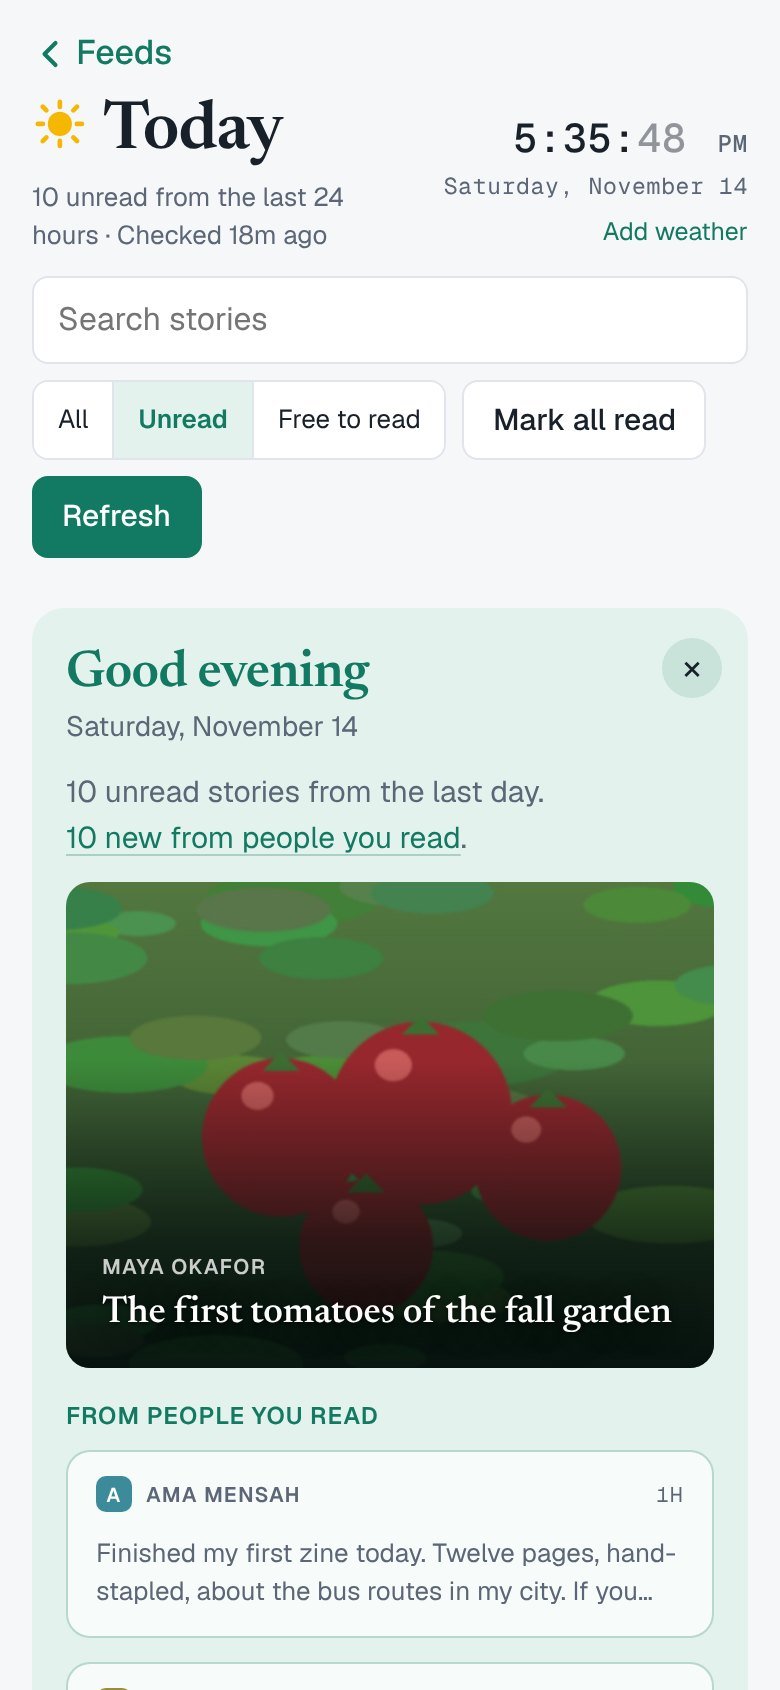 Feeds
Today
5:35:48 PM
Saturday, November 14
10 unread from the last 24
hours · Checked 18m ago
Add weather
Search stories
All
Unread
Free to read
Mark all read
Refresh
Good evening
×
Saturday, November 14
10 unread stories from the last day.
10 new from people you read.
MAYA OKAFOR
The first tomatoes of the fall garden
FROM PEOPLE YOU READ
A
AMA MENSAH
1H
Finished my first zine today. Twelve pages, hand-
stapled, about the bus routes in my city. If you…